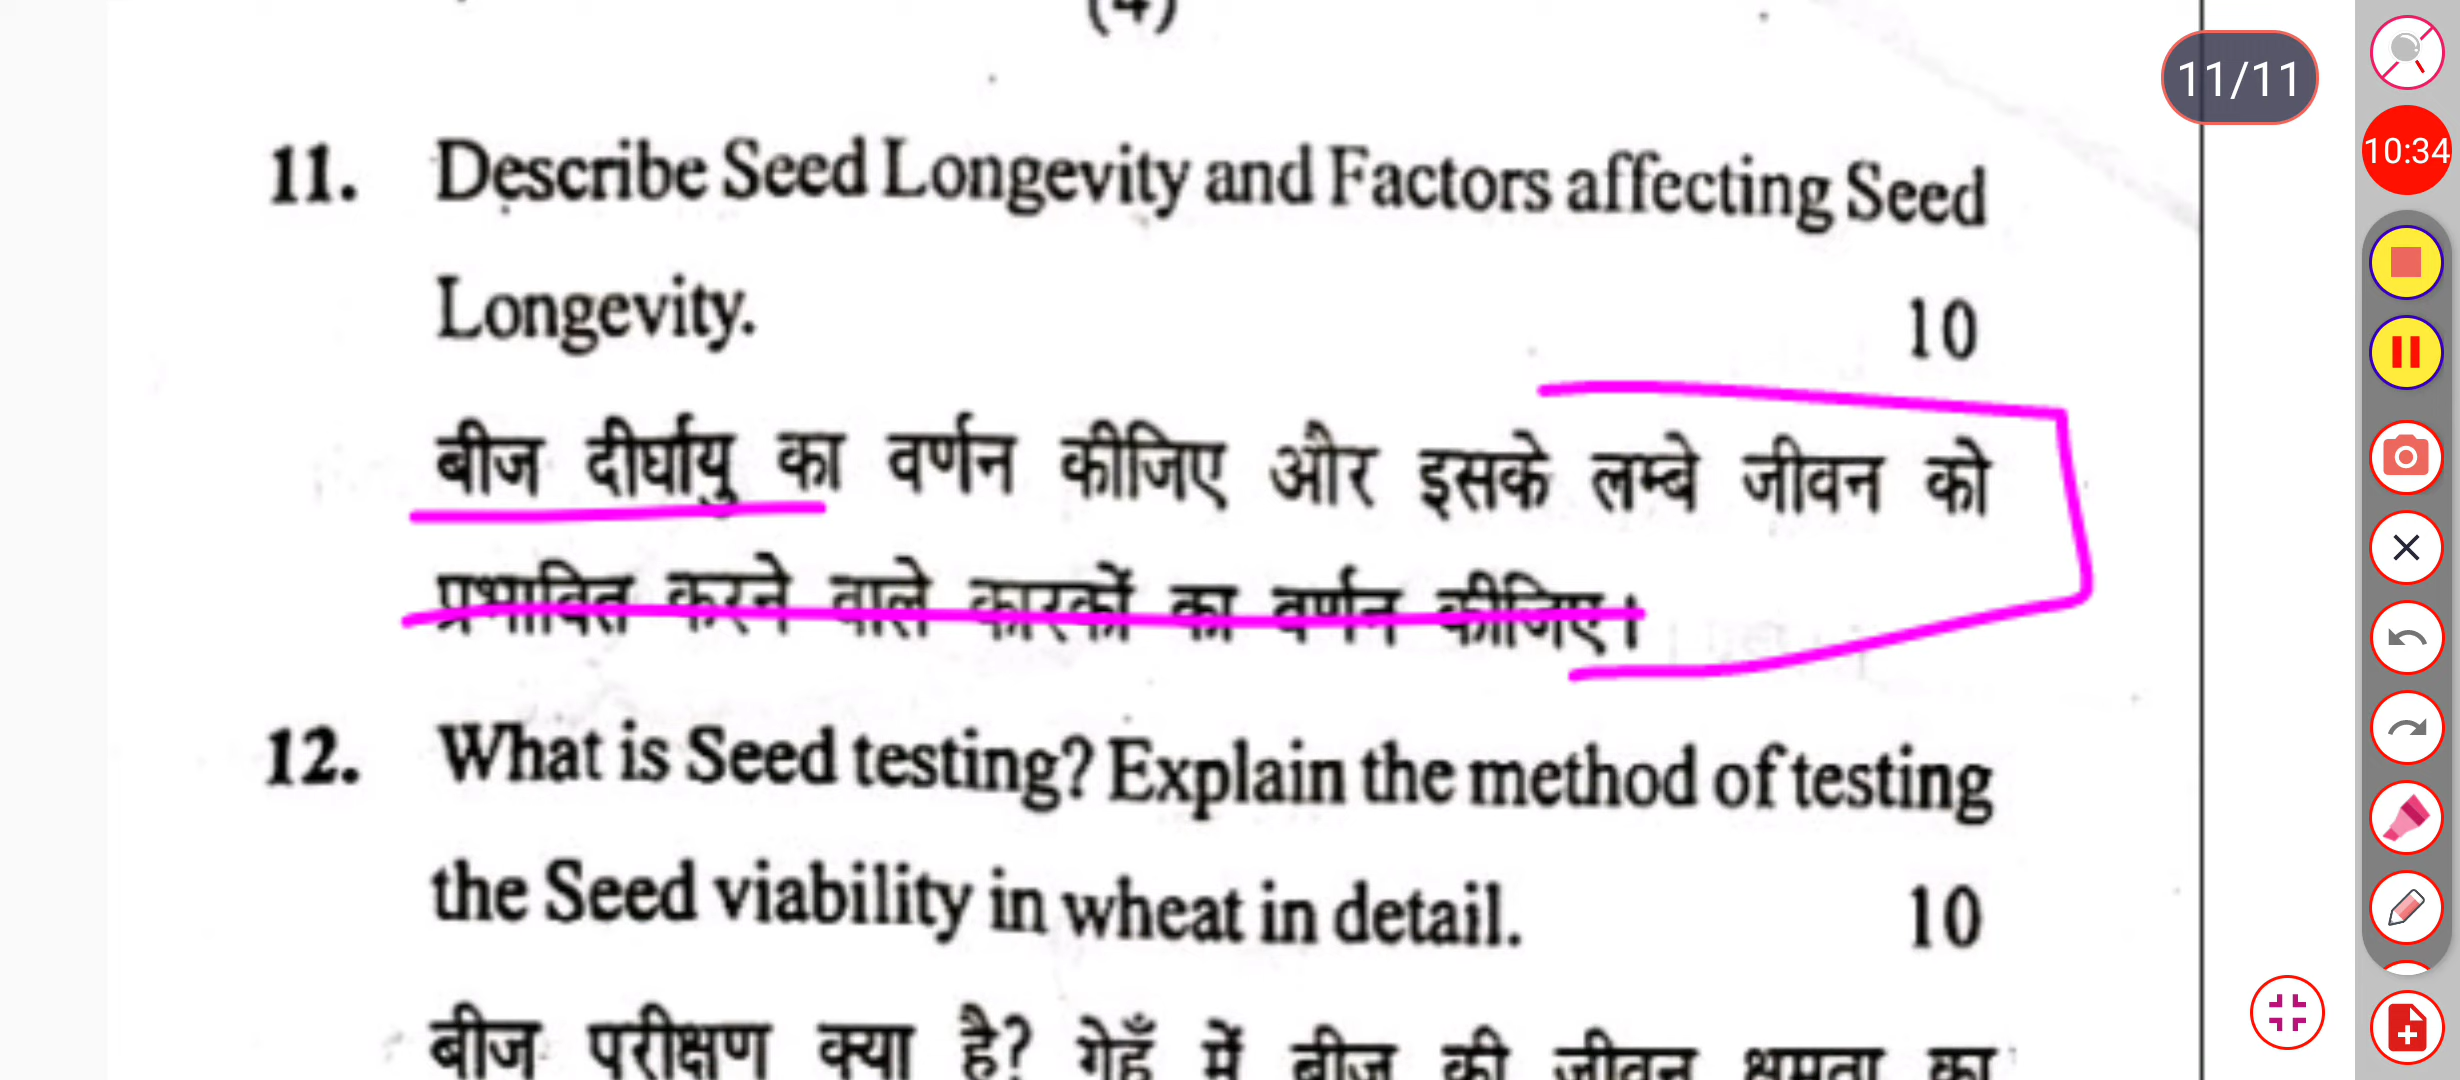 (4)
11/11
10:34
11. Describe Seed Longevity and Factors affecting Seed
Longevity. 10
बीज दीर्घायु का वर्णन कीजिए और इसके लम्बे जीवन को
प्रभावित करने वाले कारकों का वर्णन कीजिए।
12. What is Seed testing? Explain the method of testing
the Seed viability in wheat in detail. 10
बीज परीक्षण क्या है? गेहूँ में बीज की जीवन क्षमता का